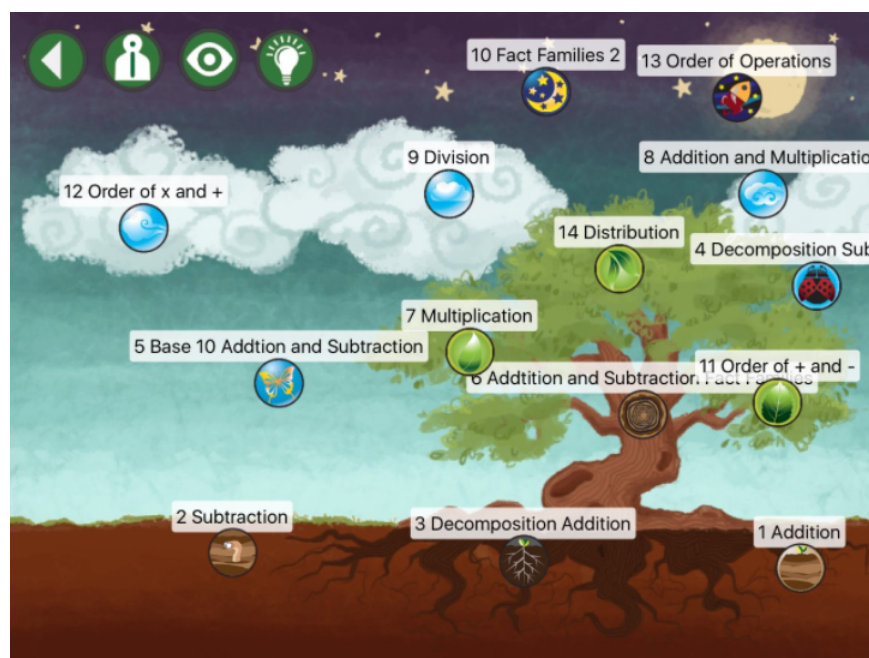 10 Fact Families 2
13 Order of Operations
9 Division
8 Addition and Multiplicatio
12 Order of x and +
14 Distribution
4 Decomposition Sub
7 Multiplication
5 Base 10 Addtion and Subtraction
11 Order of + and -
6 Addtition and Subtraction Fact Families
2 Subtraction
3 Decomposition Addition
1 Addition